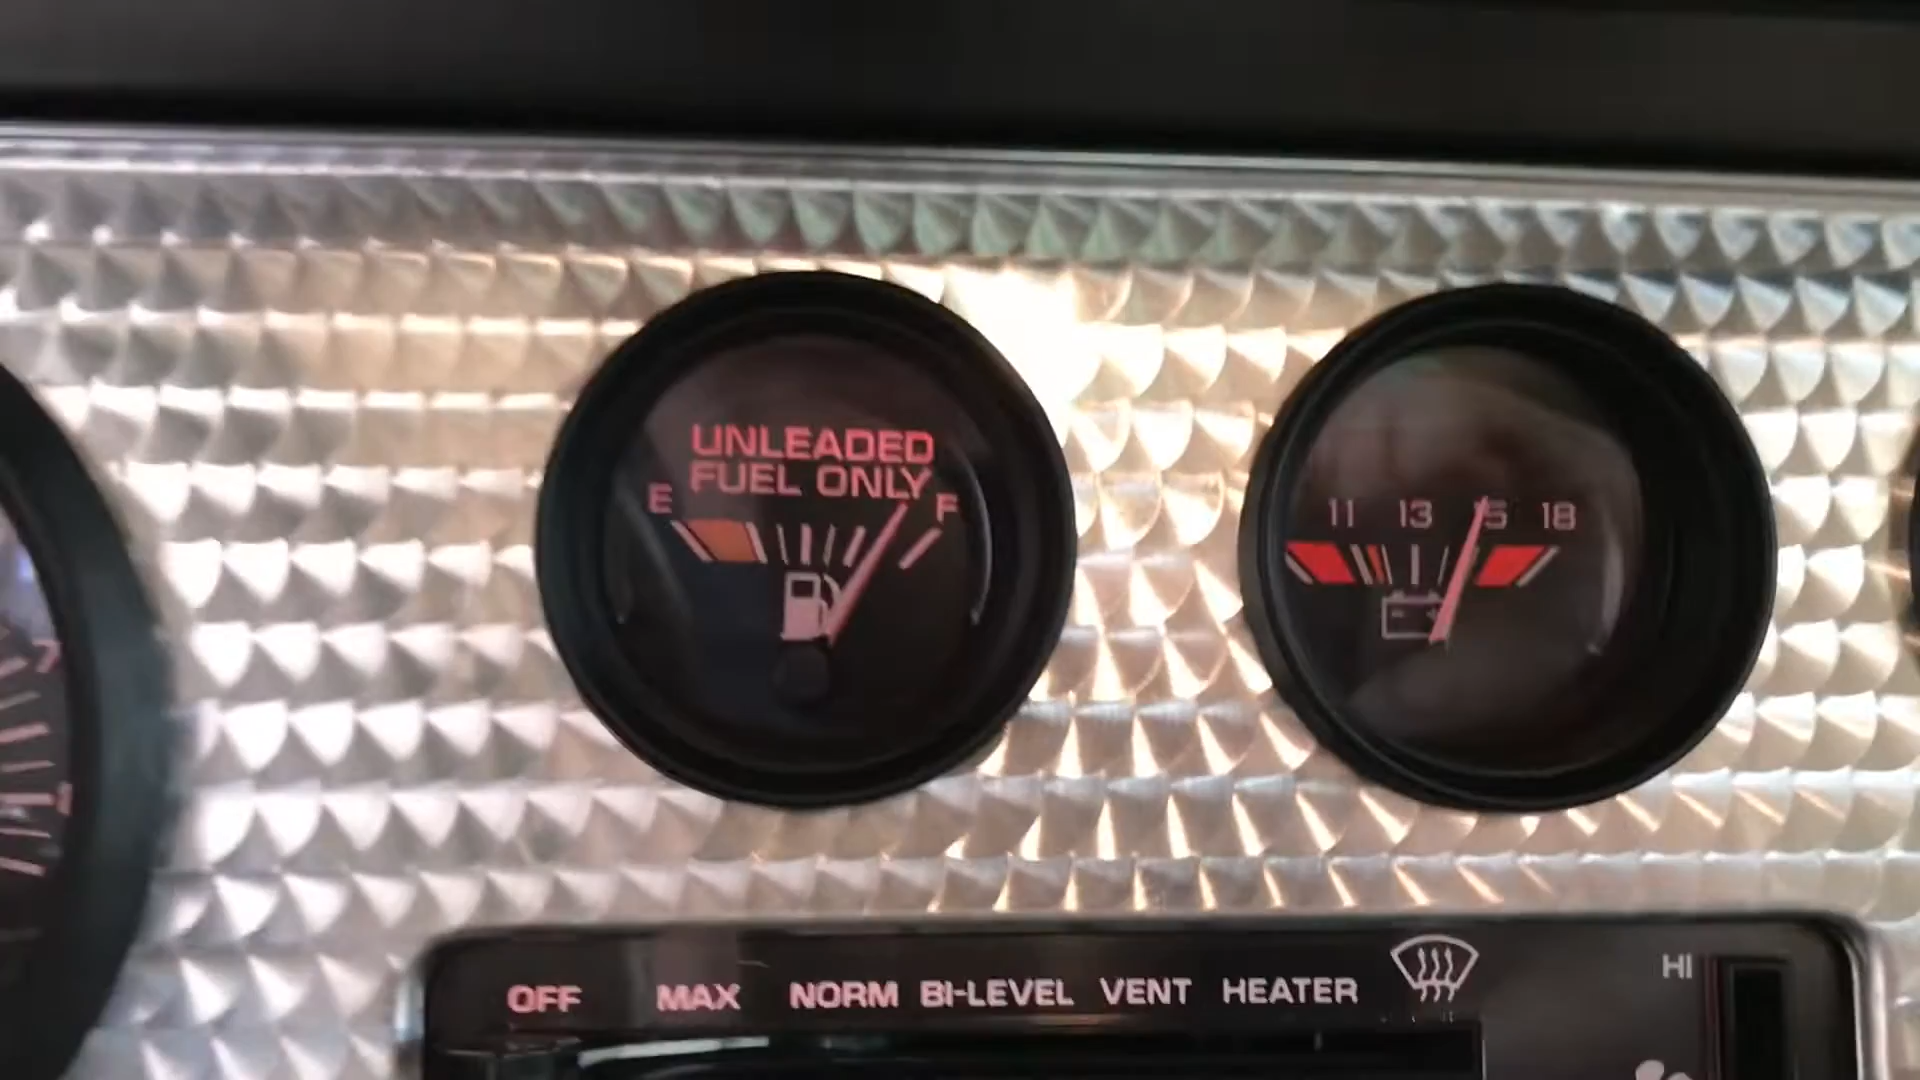 UNLEADED
FUEL ONLY
E F
11 13 15 18
OFF MAX NORM BI-LEVEL VENT HEATER
HI